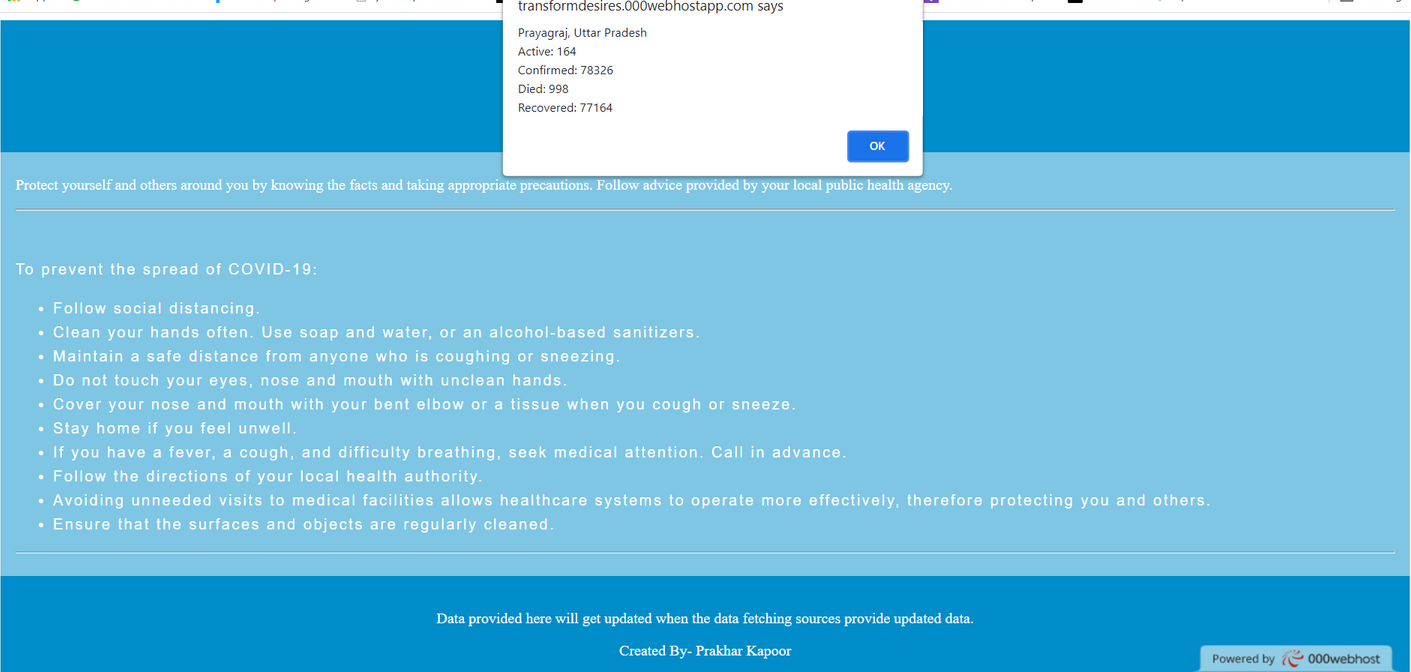 transformdesires.000webhostapp.com says
Prayagraj, Uttar Pradesh
Active: 164
Confirmed: 78326
Died: 998
Recovered: 77164
OK
Protect yourself and others around you by knowing the facts and taking appropriate precautions. Follow advice provided by your local public health agency.
To prevent the spread of COVID-19:
• Follow social distancing.
• Clean your hands often. Use soap and water, or an alcohol-based sanitizers.
• Maintain a safe distance from anyone who is coughing or sneezing.
• Do not touch your eyes, nose and mouth with unclean hands.
• Cover your nose and mouth with your bent elbow or a tissue when you cough or sneeze.
• Stay home if you feel unwell.
• If you have a fever, a cough, and difficulty breathing, seek medical attention. Call in advance.
• Follow the directions of your local health authority.
• Avoiding unneeded visits to medical facilities allows healthcare systems to operate more effectively, therefore protecting you and others.
• Ensure that the surfaces and objects are regularly cleaned.
Data provided here will get updated when the data fetching sources provide updated data.
Created By- Prakhar Kapoor
Powered by 000webhost